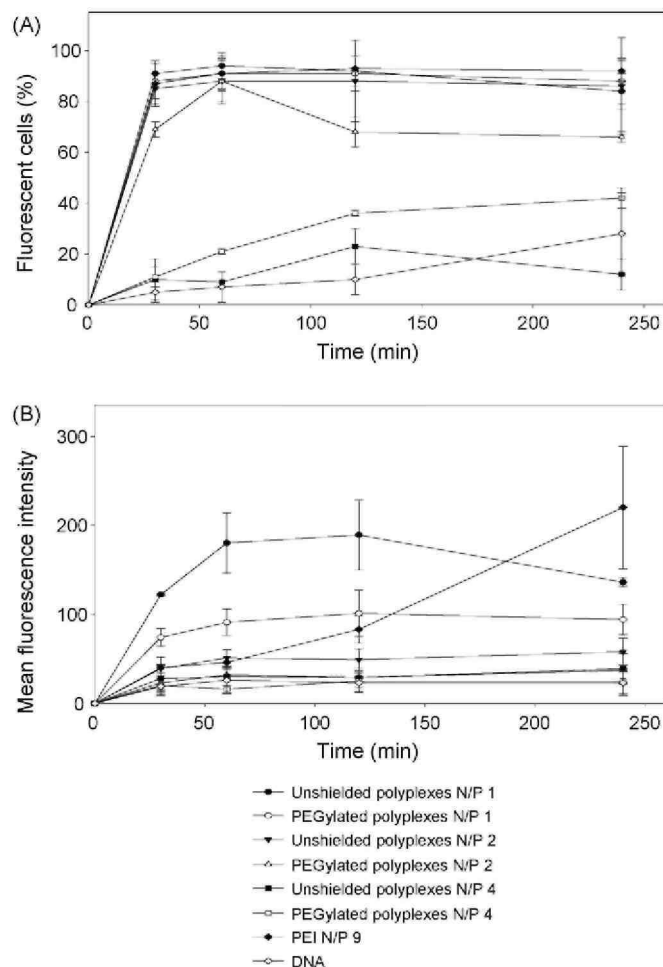 (A)
100
80
60
40
20
0
Fluorescent cells (%)
0 50 100 150 200 250
Time (min)
(B)
300
200
100
0
Mean fluorescence intensity
0 50 100 150 200 250
Time (min)
Unshielded polyplexes N/P 1
PEGylated polyplexes N/P 1
Unshielded polyplexes N/P 2
PEGylated polyplexes N/P 2
Unshielded polyplexes N/P 4
PEGylated polyplexes N/P 4
PEI N/P 9
DNA